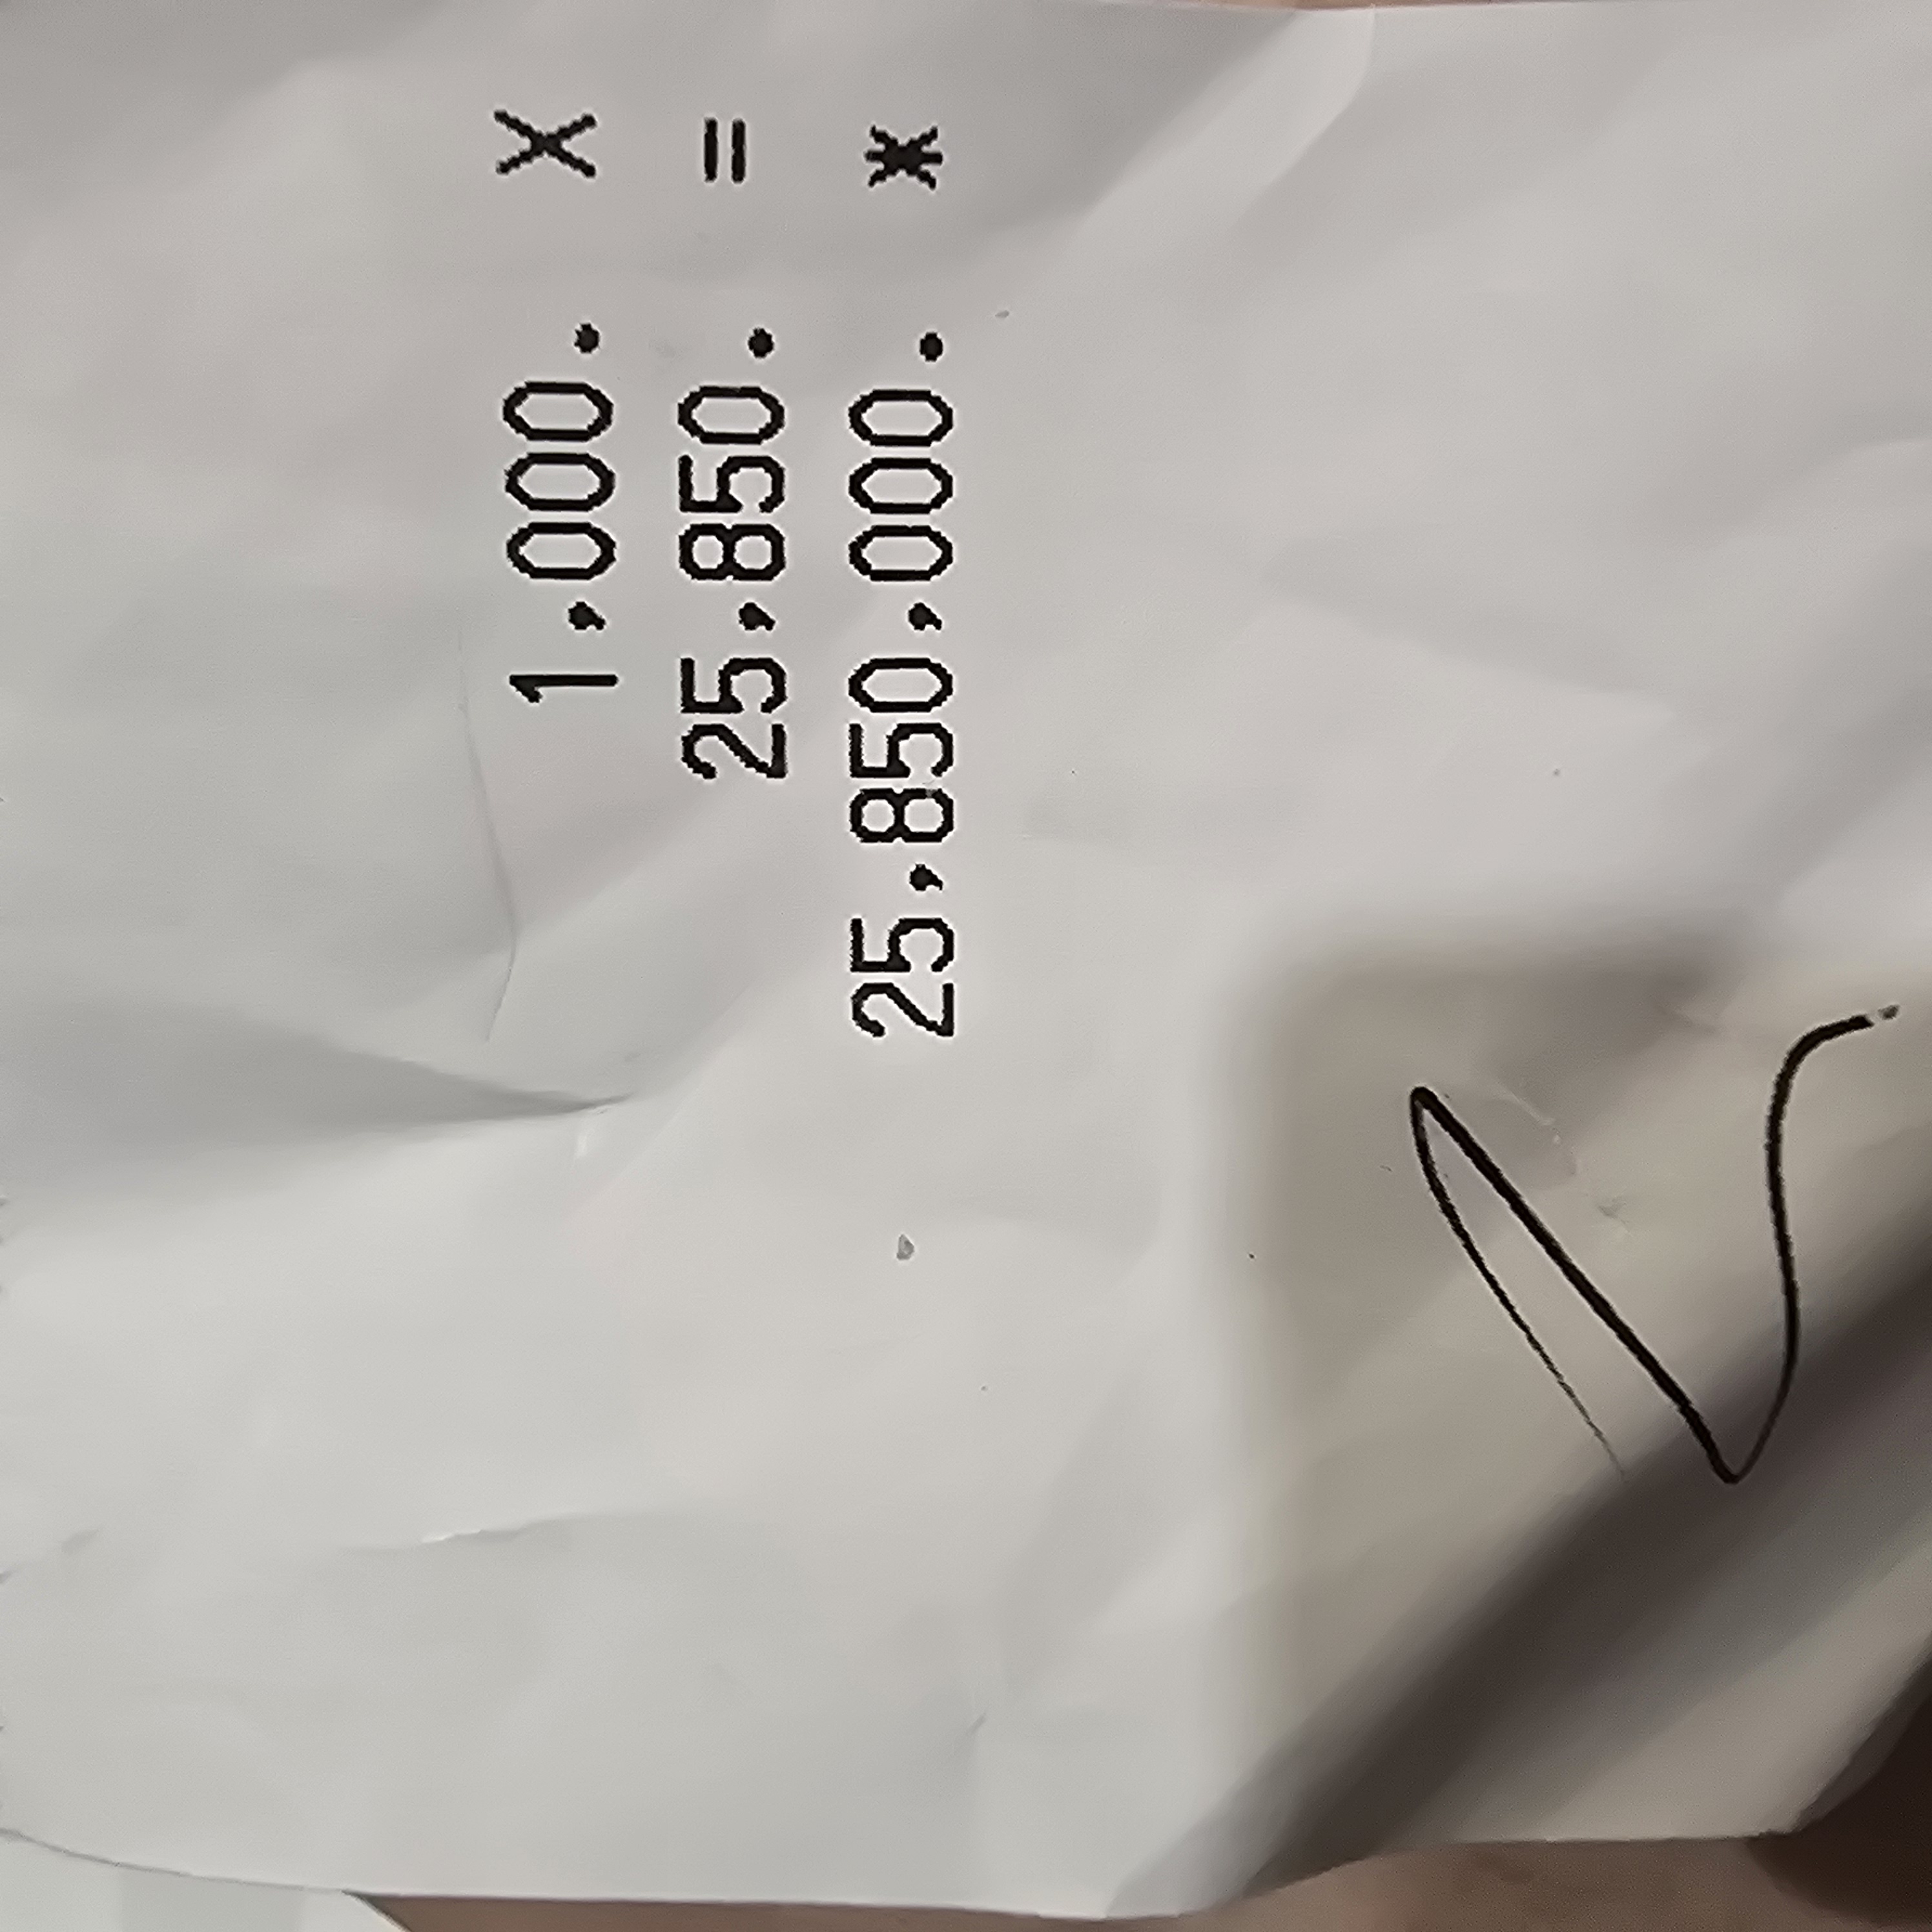 1,000. X
25,850. =
25,850,000. *